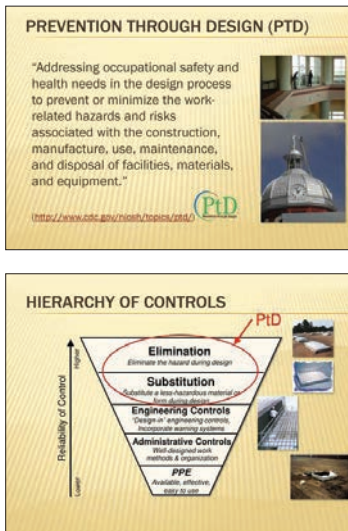 PREVENTION THROUGH DESIGN (PTD)
“Addressing occupational safety and
health needs in the design process
to prevent or minimize the work-
related hazards and risks
associated with the construction,
manufacture, use, maintenance,
and disposal of facilities, materials,
and equipment.”
(http://www.cdc.gov/niosh/topics/ptd/)
PtD
HIERARCHY OF CONTROLS
PtD
Reliability of Control
Higher
Lower
Elimination
Eliminate the hazard during design
Substitution
Substitute a less-hazardous material or
form during design
Engineering Controls
'Design-in' engineering controls,
Incorporate warning systems
Administrative Controls
Well-designed work
methods & organization
PPE
Available, effective,
easy to use